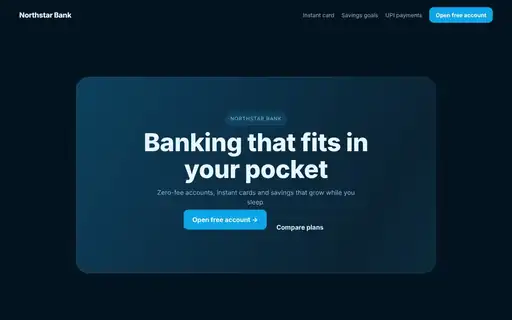 Northstar Bank
Instant card
Savings goals
UPI payments
Open free account
NORTHSTAR BANK
Banking that fits in
your pocket
Zero-fee accounts, instant cards and savings that grow while you
sleep.
Open free account →
Compare plans